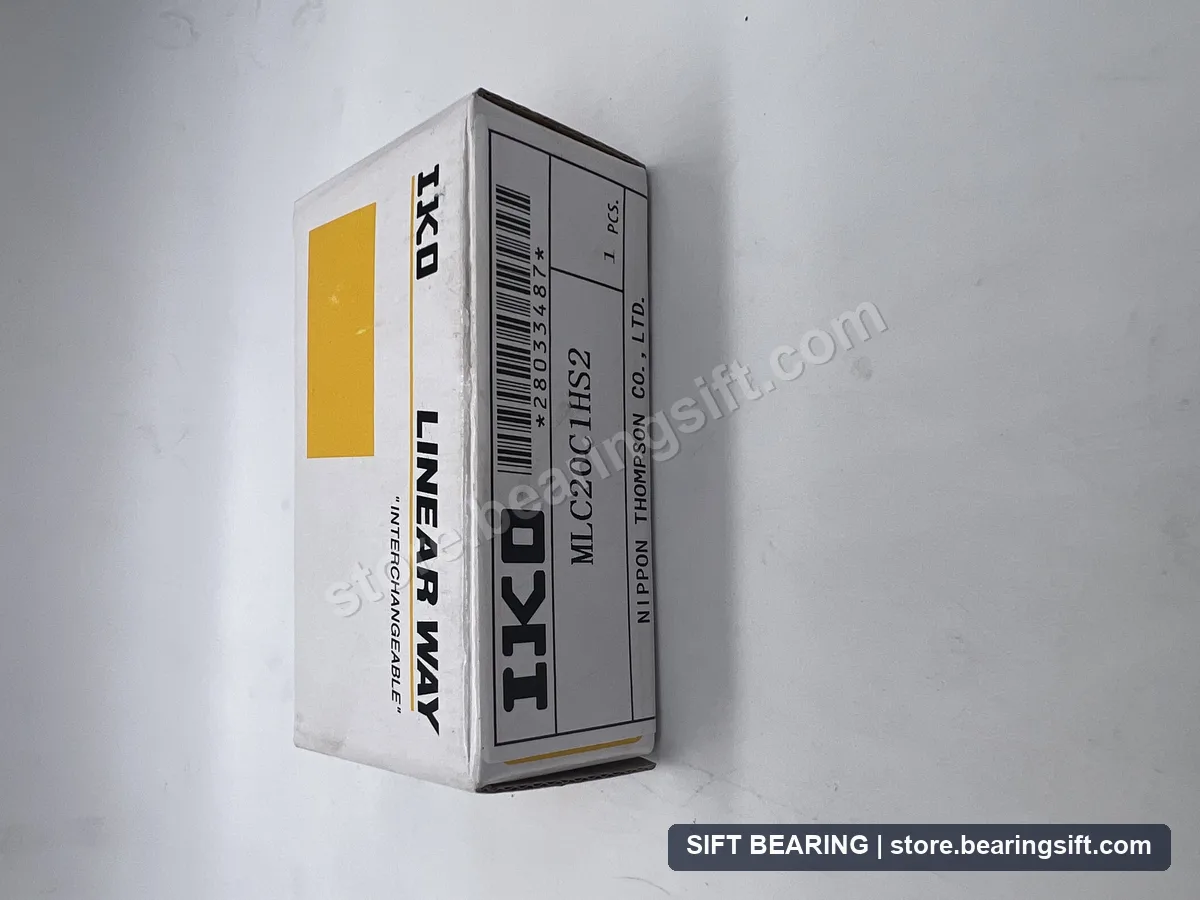 IKO
LINEAR WAY
"INTERCHANGEABLE"
IKO
*28033487*
MLC20C1HS2
1 PCS.
NIPPON THOMPSON CO., LTD.
store.bearingsift.com
SIFT BEARING | store.bearingsift.com